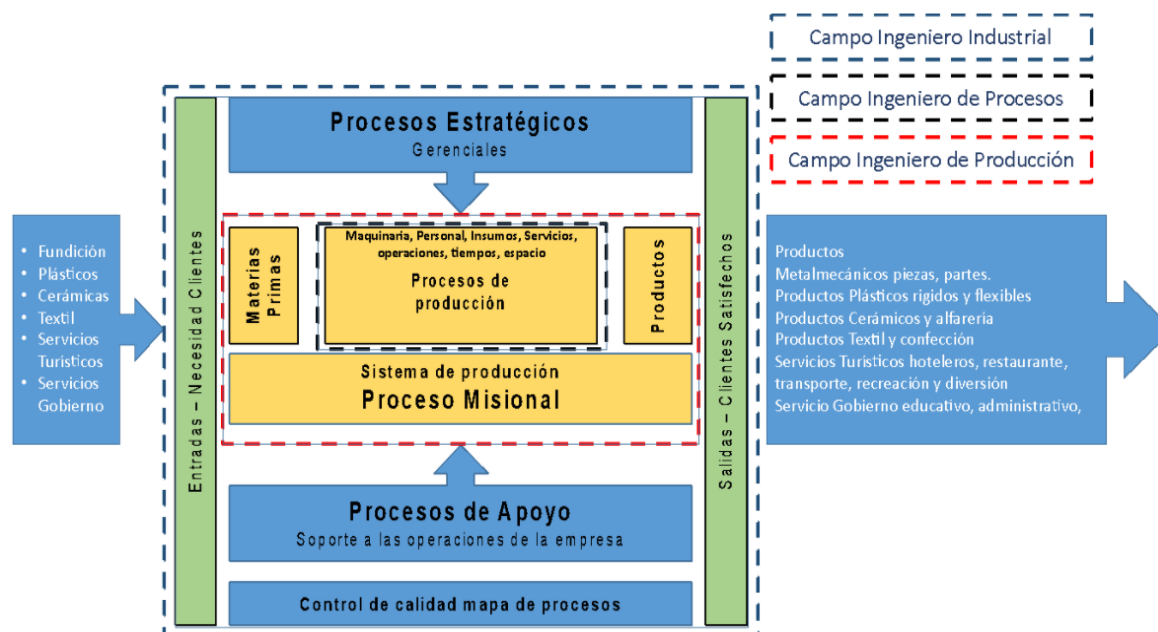 Campo Ingeniero Industrial
Campo Ingeniero de Procesos
Campo Ingeniero de Producción
Procesos Estratégicos
Gerenciales
• Fundición
• Plásticos
• Cerámicas
• Textil
• Servicios
Turisticos
• Servicios
Gobierno
Entradas – Necesidad Clientes
Materias
Primas
Maquinaria, Personal, Insumos, Servicios,
operaciones, tiempos, espacio
Procesos de
producción
Productos
Sistema de producción
Proceso Misional
Procesos de Apoyo
Soporte a las operaciones de la empresa
Control de calidad mapa de procesos
Salidas – Clientes Satisfechos
Productos
Metalmecánicos piezas, partes.
Productos Plásticos rigidos y flexibles
Productos Cerámicos y alfarería
Productos Textil y confección
Servicios Turisticos hoteleros, restaurante,
transporte, recreación y diversión
Servicio Gobierno educativo, administrativo,